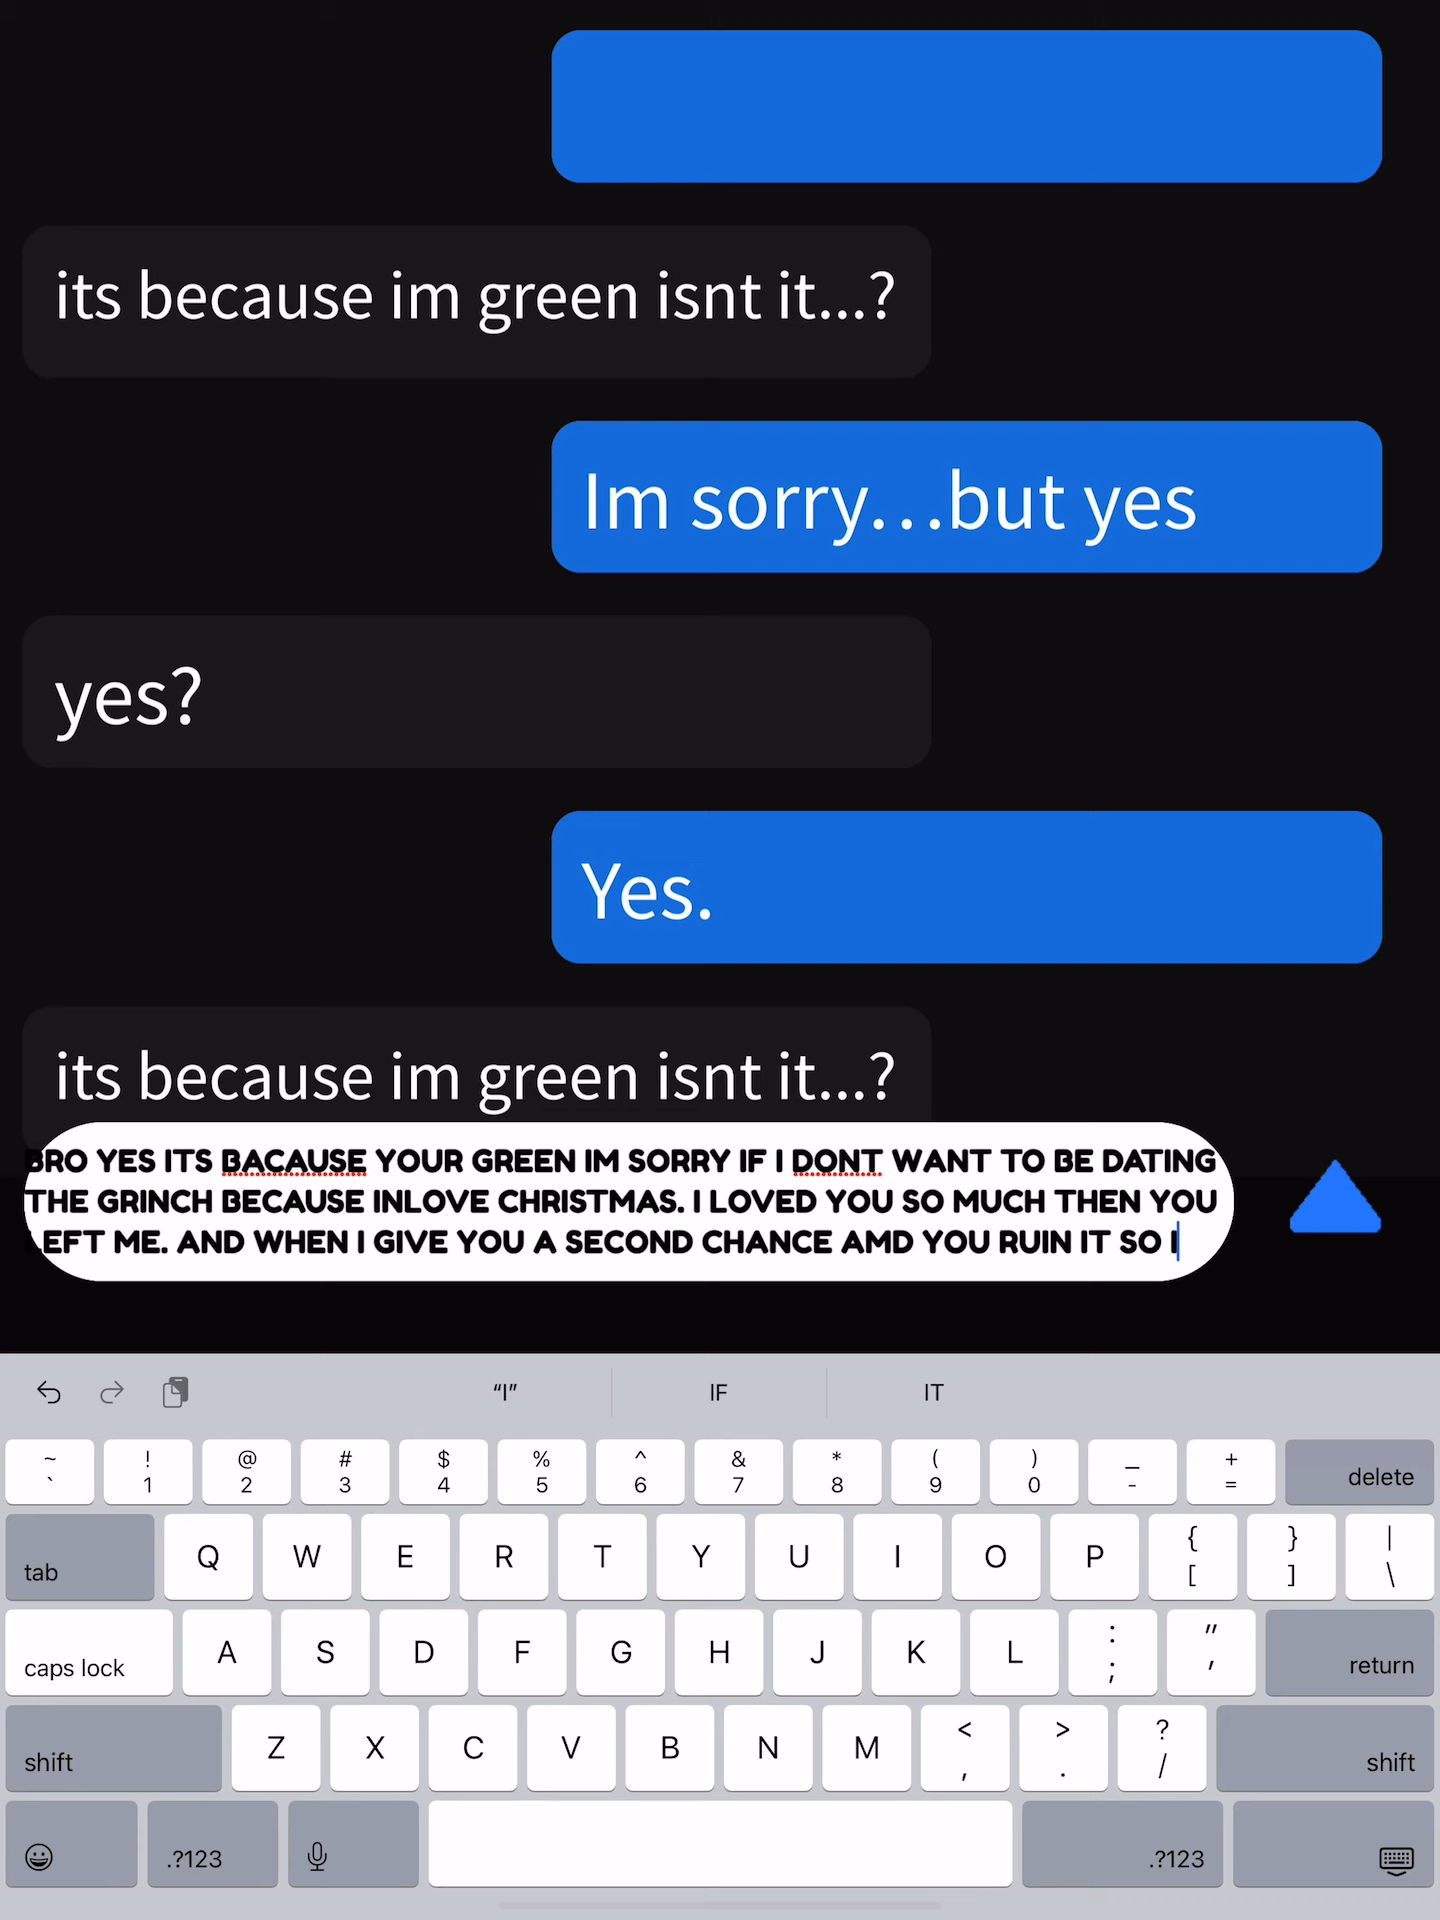 its because im green isnt it...?
Im sorry...but yes
yes?
Yes.
its because im green isnt it...?
BRO YES ITS BACAUSE YOUR GREEN IM SORRY IF I DONT WANT TO BE DATING
THE GRINCH BECAUSE INLOVE CHRISTMAS. I LOVED YOU SO MUCH THEN YOU
LEFT ME. AND WHEN I GIVE YOU A SECOND CHANCE AMD YOU RUIN IT SO I
“I” IF IT
~ ! @ # $ % ^ & * ( ) _ +
` 1 2 3 4 5 6 7 8 9 0 - = delete
tab Q W E R T Y U I O P { } |
[ ] \
caps lock A S D F G H J K L : "
; ' return
shift Z X C V B N M < > ?
, . / shift
.?123 .?123